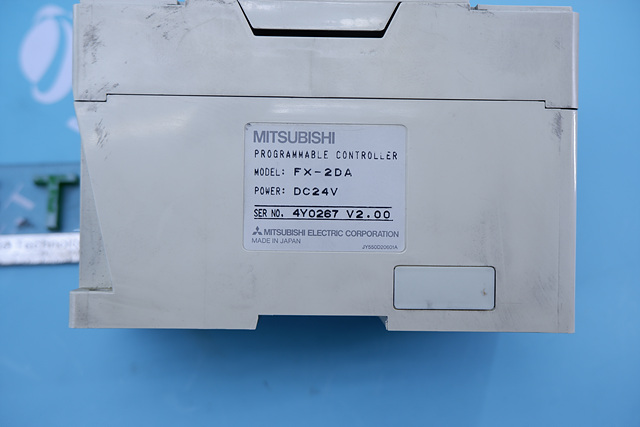 MITSUBISHI
PROGRAMMABLE CONTROLLER
MODEL: FX-2DA
POWER: DC24V
SER NO. 4Y0267 V2.00
MITSUBISHI ELECTRIC CORPORATION
MADE IN JAPAN